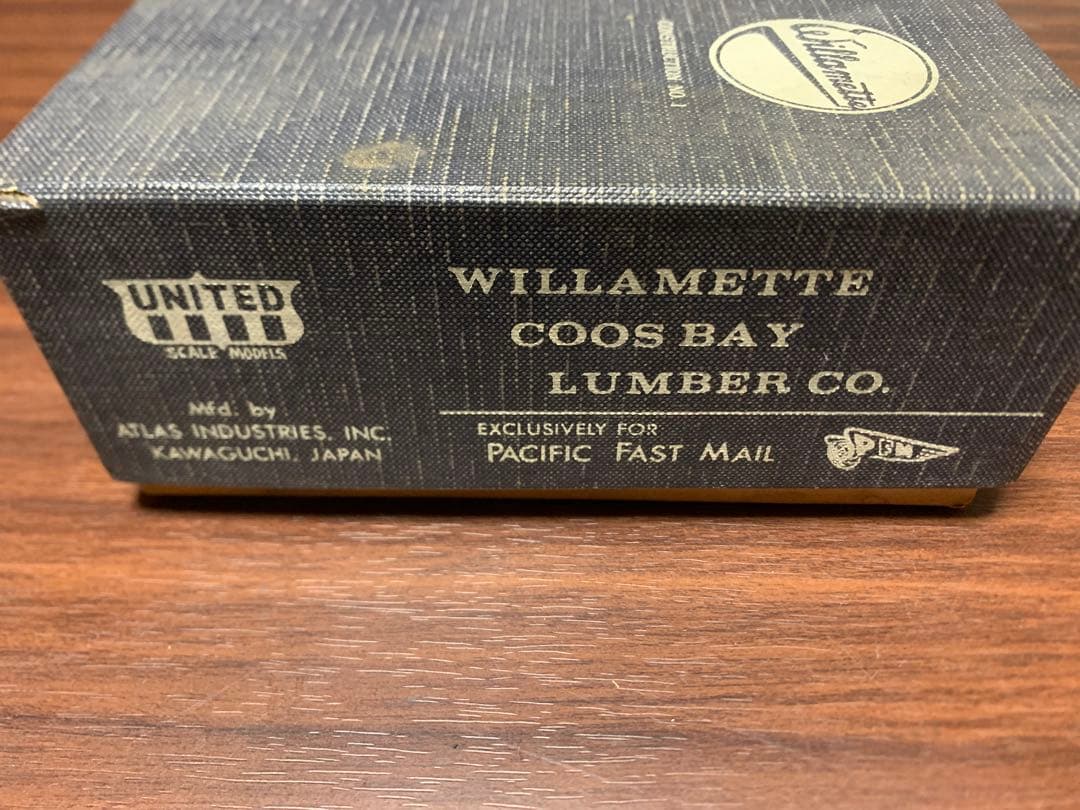 Willamette
UNITED
SCALE MODELS
Mfd. by
ATLAS INDUSTRIES, INC.
KAWAGUCHI, JAPAN
WILLAMETTE
COOS BAY
LUMBER CO.
EXCLUSIVELY FOR
PACIFIC FAST MAIL
PFM